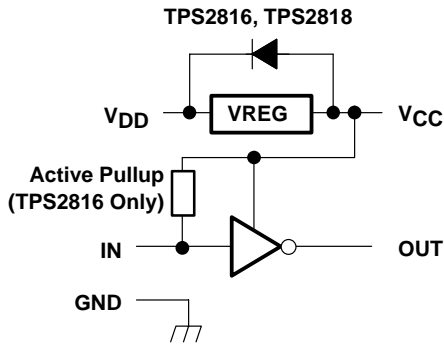 TPS2816, TPS2818
VDD VREG VCC
Active Pullup
(TPS2816 Only)
IN OUT
GND